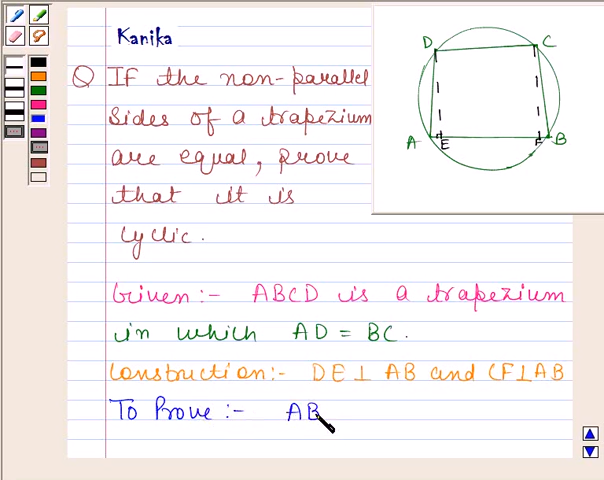 Kanika
Q If the non-parallel
sides of a trapezium
are equal, prove
that it is
cyclic.
D C
A E F B
Given:- ABCD is a trapezium
in which AD = BC.
Construction:- DE⊥ AB and CF⊥AB
To Prove:- AB